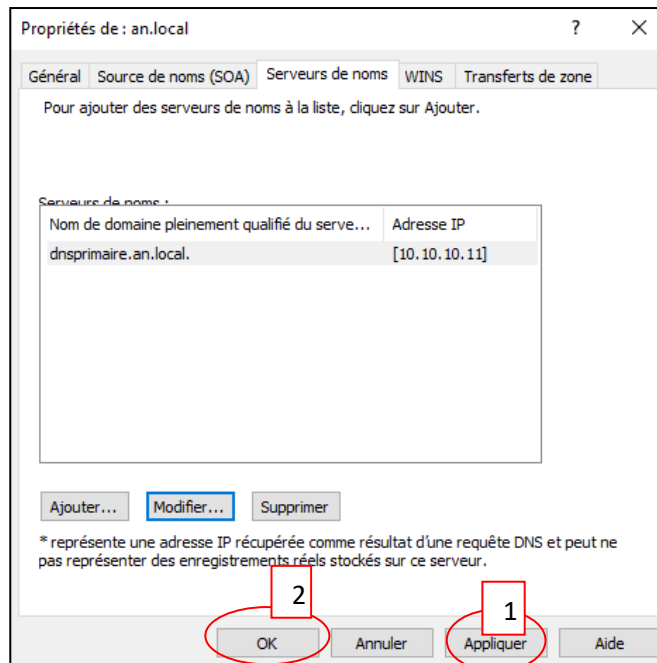 Propriétés de : an.local ? ×
Général Source de noms (SOA) Serveurs de noms WINS Transferts de zone
Pour ajouter des serveurs de noms à la liste, cliquez sur Ajouter.
Serveurs de noms :
Nom de domaine pleinement qualifié du serve... Adresse IP
dnsprimaire.an.local. [10.10.10.11]
Ajouter... Modifier... Supprimer
* représente une adresse IP récupérée comme résultat d'une requête DNS et peut ne
pas représenter des enregistrements réels stockés sur ce serveur.
2 1
OK Annuler Appliquer Aide